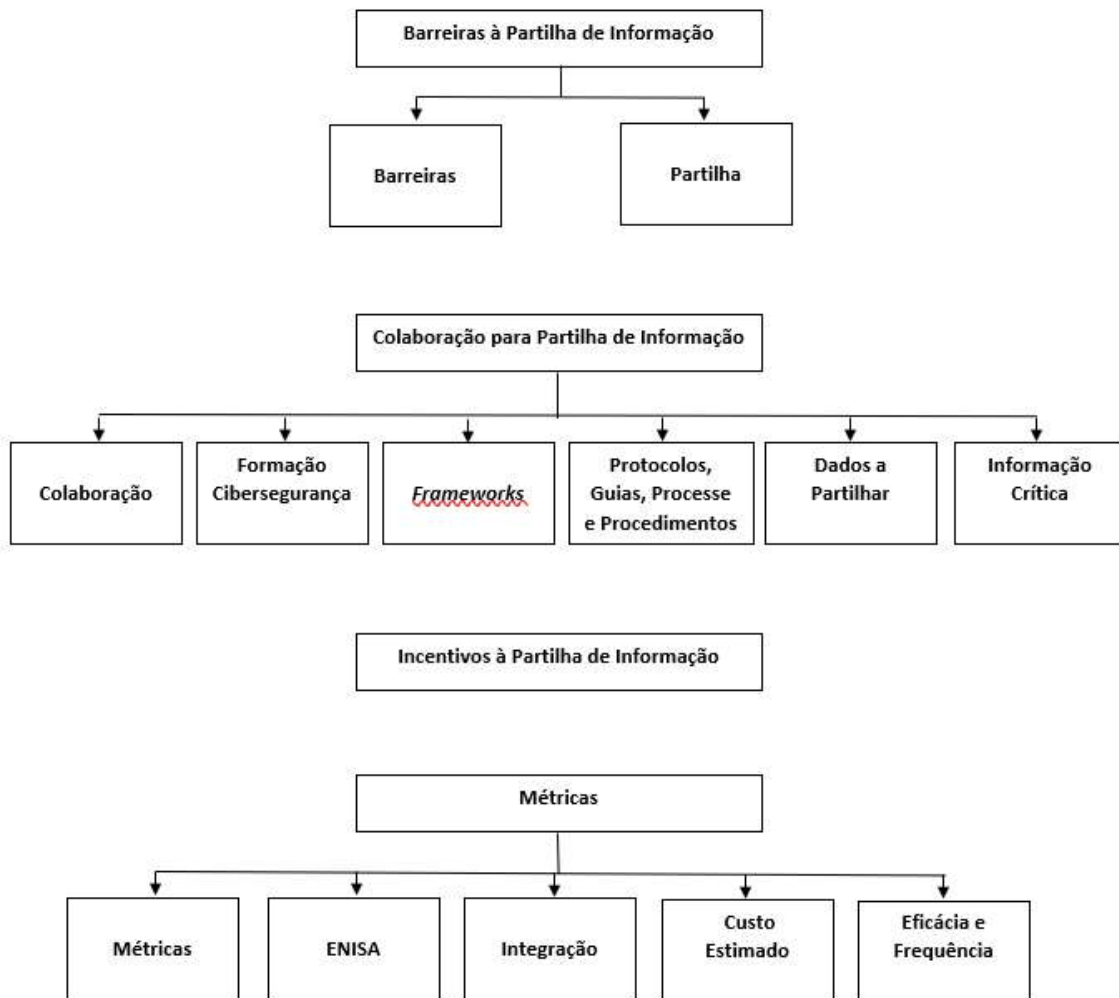 Barreiras à Partilha de Informação
Barreiras
Partilha
Colaboração para Partilha de Informação
Colaboração
Formação
Cibersegurança
Frameworks
Protocolos,
Guias, Processe
e Procedimentos
Dados a
Partilhar
Informação
Crítica
Incentivos à Partilha de Informação
Métricas
Métricas
ENISA
Integração
Custo
Estimado
Eficácia e
Frequência